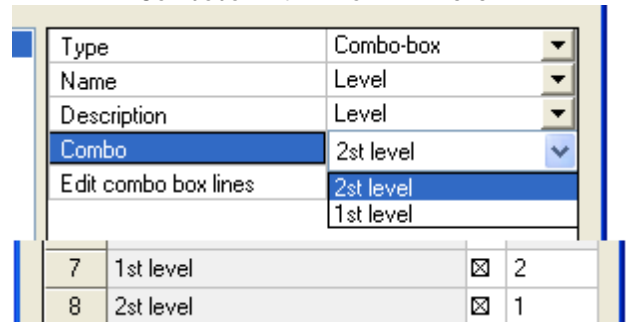 Type Combo-box
Name Level
Description Level
Combo 2st level
Edit combo box lines 2st level
1st level
7 1st level ☒ 2
8 2st level ☒ 1